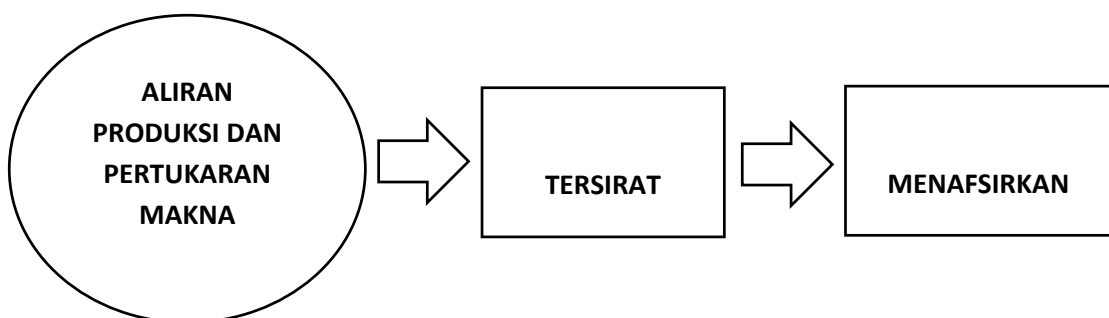 ALIRAN
PRODUKSI DAN
PERTUKARAN
MAKNA
TERSIRAT
MENAFSIRKAN